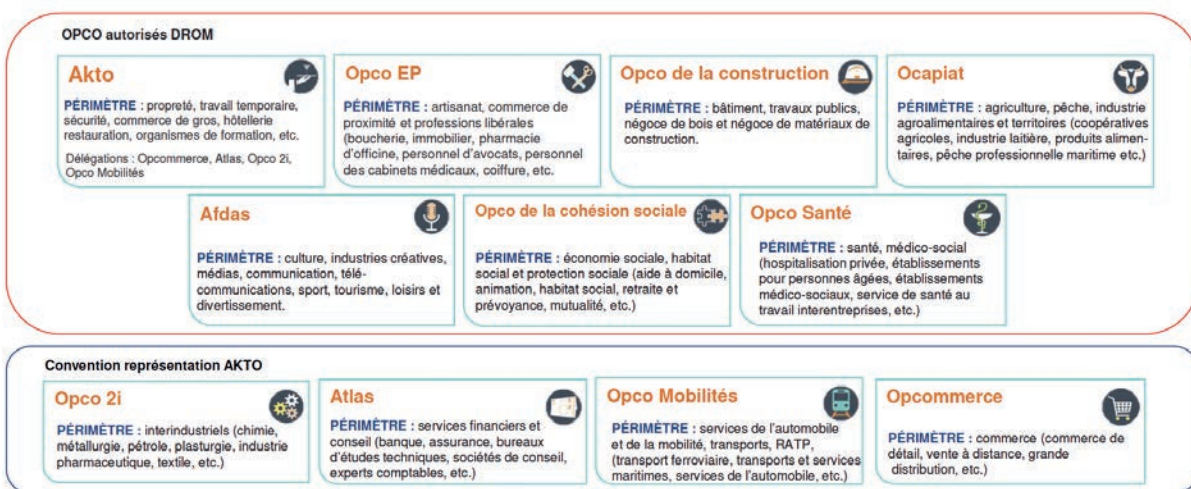 OPCO autorisés DROM
Akto
PÉRIMÈTRE : propreté, travail temporaire,
sécurité, commerce de gros, hôtellerie
restauration, organismes de formation, etc.
Délégations : Opcommerce, Atlas, Opco 2i,
Opco Mobilités
Opco EP
PÉRIMÈTRE : artisanat, commerce de
proximité et professions libérales
(boucherie, immobilier, pharmacie
d'officine, personnel d'avocats, personnel
des cabinets médicaux, coiffure, etc.
Opco de la construction
PÉRIMÈTRE : bâtiment, travaux publics,
négoce de bois et négoce de matériaux de
construction.
Ocapiat
PÉRIMÈTRE : agriculture, pêche, industrie
agroalimentaires et territoires (coopératives
agricoles, industrie laitière, produits alimen-
taires, pêche professionnelle maritime etc.)
Afdas
PÉRIMÈTRE : culture, industries créatives,
médias, communication, télé-
communications, sport, tourisme, loisirs et
divertissement.
Opco de la cohésion sociale
PÉRIMÈTRE : économie sociale, habitat
social et protection sociale (aide à domicile,
animation, habitat social, retraite et
prévoyance, mutualité, etc.)
Opco Santé
PÉRIMÈTRE : santé, médico-social
(hospitalisation privée, établissements
pour personnes âgées, établissements
médico-sociaux, service de santé au
travail interentreprises, etc.)
Convention représentation AKTO
Opco 2i
PÉRIMÈTRE : interindustriels (chimie,
métallurgie, pétrole, plasturgie, industrie
pharmaceutique, textile, etc.)
Atlas
PÉRIMÈTRE : services financiers et
conseil (banque, assurance, bureaux
d'études techniques, sociétés de conseil,
experts comptables, etc.)
Opco Mobilités
PÉRIMÈTRE : services de l'automobile
et de la mobilité, transports, RATP,
(transport ferroviaire, transports et services
maritimes, services de l'automobile, etc.)
Opcommerce
PÉRIMÈTRE : commerce (commerce de
détail, vente à distance, grande
distribution, etc.)